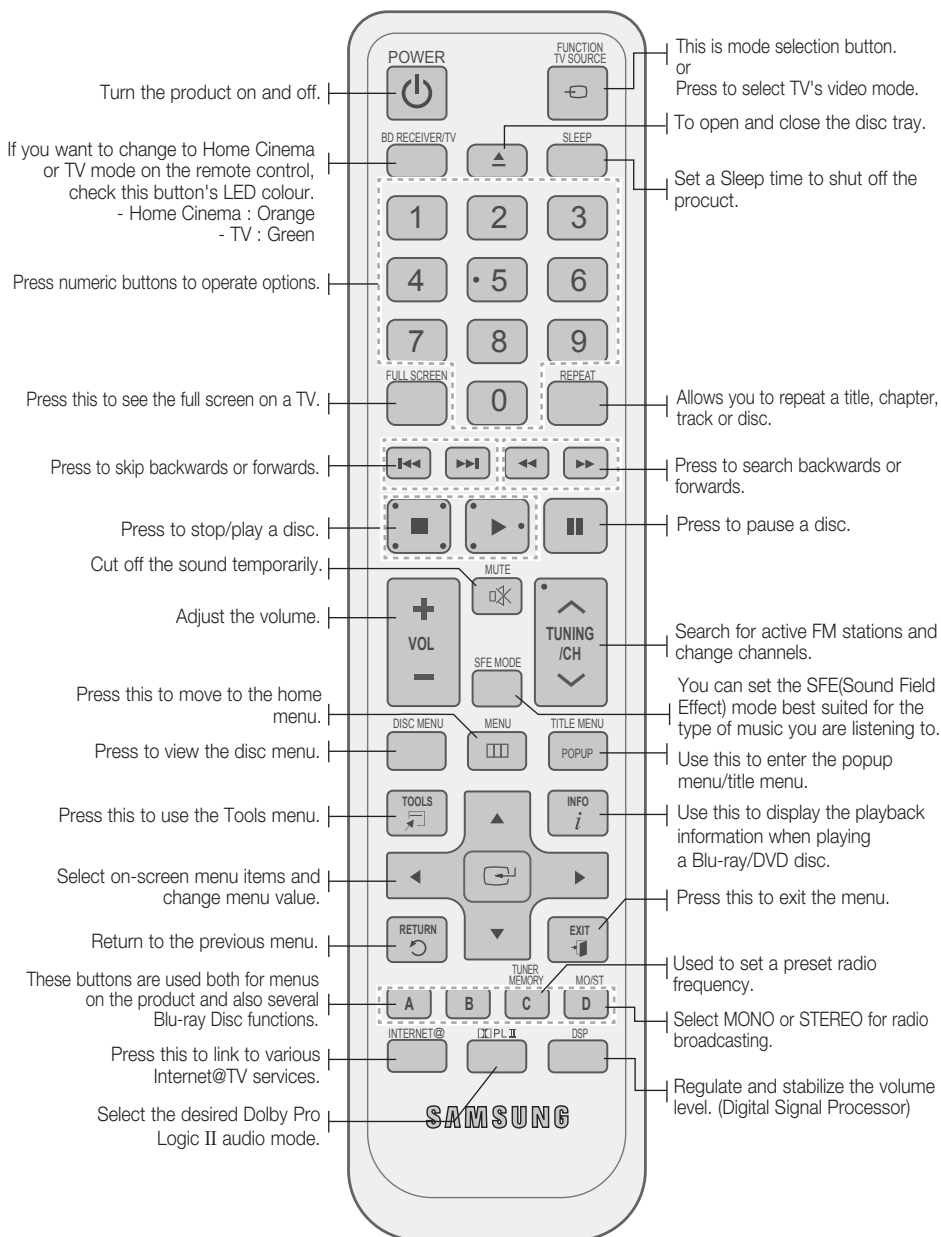 POWER
FUNCTION
TV SOURCE
Turn the product on and off.
This is mode selection button.
or
Press to select TV's video mode.
BD RECEIVER/TV
SLEEP
To open and close the disc tray.
If you want to change to Home Cinema
or TV mode on the remote control,
check this button's LED colour.
- Home Cinema : Orange
- TV : Green
Set a Sleep time to shut off the
procuct.
1
2
3
Press numeric buttons to operate options.
4
5
6
7
8
9
FULL SCREEN
REPEAT
0
Press this to see the full screen on a TV.
Allows you to repeat a title, chapter,
track or disc.
Press to skip backwards or forwards.
Press to search backwards or
forwards.
Press to stop/play a disc.
Press to pause a disc.
Cut off the sound temporarily.
MUTE
Adjust the volume.
VOL
TUNING
/CH
Search for active FM stations and
change channels.
SFE MODE
You can set the SFE(Sound Field
Effect) mode best suited for the
type of music you are listening to.
Press this to move to the home
menu.
DISC MENU
MENU
TITLE MENU
POPUP
Press to view the disc menu.
Use this to enter the popup
menu/title menu.
TOOLS
INFO
i
Press this to use the Tools menu.
Use this to display the playback
information when playing
a Blu-ray/DVD disc.
Select on-screen menu items and
change menu value.
Press this to exit the menu.
RETURN
EXIT
Return to the previous menu.
TUNER
MEMORY
MO/ST
Used to set a preset radio
frequency.
These buttons are used both for menus
on the product and also several
Blu-ray Disc functions.
A
B
C
D
Select MONO or STEREO for radio
broadcasting.
INTERNET@
PL II
DSP
Press this to link to various
Internet@TV services.
Regulate and stabilize the volume
level. (Digital Signal Processor)
Select the desired Dolby Pro
Logic II audio mode.
SAMSUNG